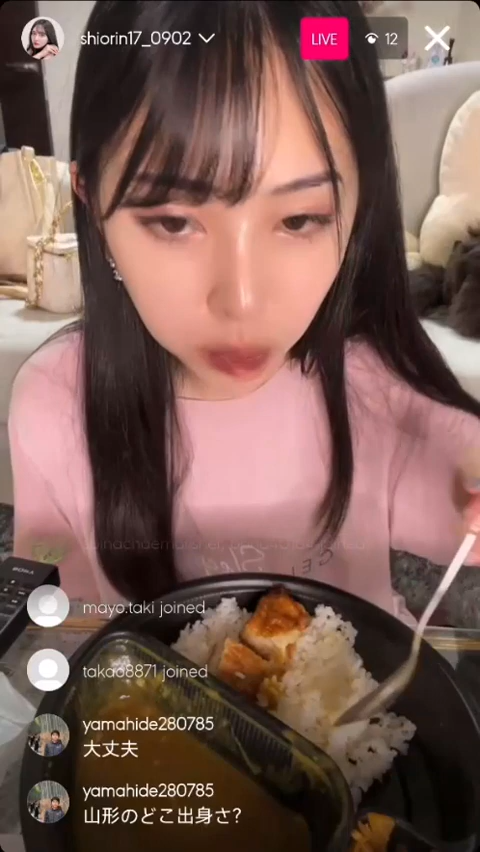 shiorin17_0902
LIVE
12
mayo.taki joined
takao8871 joined
yamahide280785
大丈夫
yamahide280785
山形のどこ出身さ?